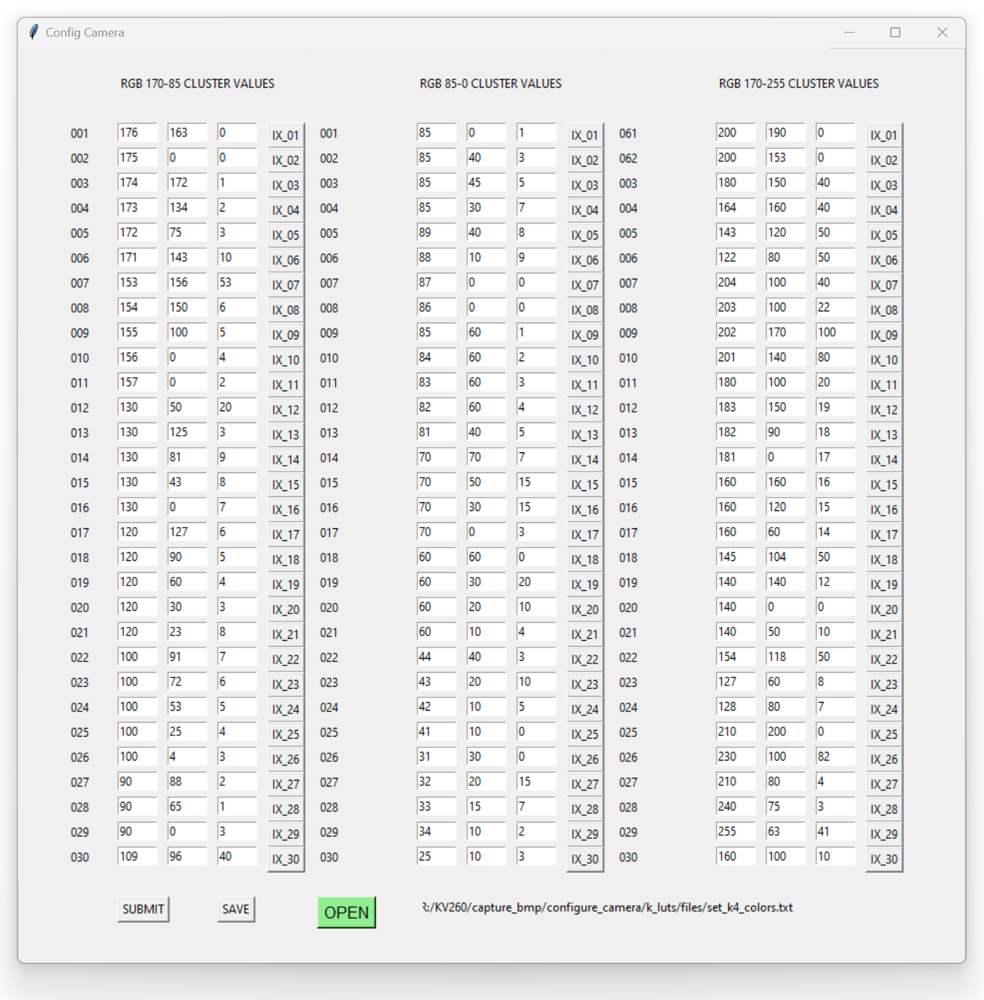 Config Camera
RGB 170-85 CLUSTER VALUES RGB 85-0 CLUSTER VALUES RGB 170-255 CLUSTER VALUES
001 176 163 0 IX_01 001 85 0 1 IX_01 061 200 190 0 IX_01
002 175 0 0 IX_02 002 85 40 3 IX_02 062 200 153 0 IX_02
003 174 172 1 IX_03 003 85 45 5 IX_03 003 180 150 40 IX_03
004 173 134 2 IX_04 004 85 30 7 IX_04 004 164 160 40 IX_04
005 172 75 3 IX_05 005 89 40 8 IX_05 005 143 120 50 IX_05
006 171 143 10 IX_06 006 88 10 9 IX_06 006 122 80 50 IX_06
007 153 156 53 IX_07 007 87 0 0 IX_07 007 204 100 40 IX_07
008 154 150 6 IX_08 008 86 0 0 IX_08 008 203 100 22 IX_08
009 155 100 5 IX_09 009 85 60 1 IX_09 009 202 170 100 IX_09
010 156 0 4 IX_10 010 84 60 2 IX_10 010 201 140 80 IX_10
011 157 0 2 IX_11 011 83 60 3 IX_11 011 180 100 20 IX_11
012 130 50 20 IX_12 012 82 60 4 IX_12 012 183 150 19 IX_12
013 130 125 3 IX_13 013 81 40 5 IX_13 013 182 90 18 IX_13
014 130 81 9 IX_14 014 70 70 7 IX_14 014 181 0 17 IX_14
015 130 43 8 IX_15 015 70 50 15 IX_15 015 160 160 16 IX_15
016 130 0 7 IX_16 016 70 30 15 IX_16 016 160 120 15 IX_16
017 120 127 6 IX_17 017 70 0 3 IX_17 017 160 60 14 IX_17
018 120 90 5 IX_18 018 60 60 0 IX_18 018 145 104 50 IX_18
019 120 60 4 IX_19 019 60 30 20 IX_19 019 140 140 12 IX_19
020 120 30 3 IX_20 020 60 20 10 IX_20 020 140 0 0 IX_20
021 120 23 8 IX_21 021 60 10 4 IX_21 021 140 50 10 IX_21
022 100 91 7 IX_22 022 44 40 3 IX_22 022 154 118 50 IX_22
023 100 72 6 IX_23 023 43 20 10 IX_23 023 127 60 8 IX_23
024 100 53 5 IX_24 024 42 10 5 IX_24 024 128 80 7 IX_24
025 100 25 4 IX_25 025 41 10 0 IX_25 025 210 200 0 IX_25
026 100 4 3 IX_26 026 31 30 0 IX_26 026 230 100 82 IX_26
027 90 88 2 IX_27 027 32 20 15 IX_27 027 210 80 4 IX_27
028 90 65 1 IX_28 028 33 15 7 IX_28 028 240 75 3 IX_28
029 90 0 3 IX_29 029 34 10 2 IX_29 029 255 63 41 IX_29
030 109 96 40 IX_30 030 25 10 3 IX_30 030 160 100 10 IX_30
SUBMIT SAVE OPEN R:/KV260/capture_bmp/configure_camera/k_luts/files/set_k4_colors.txt